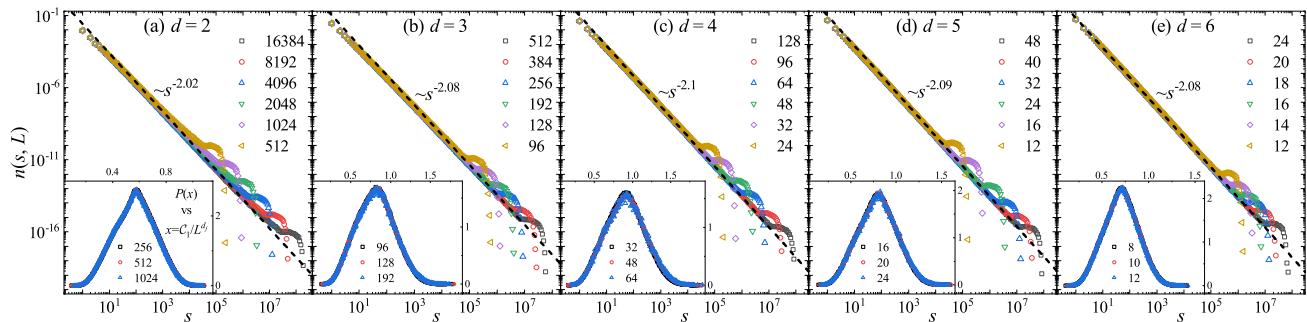 (a) d = 2
16384
8192
4096
2048
1024
512
~s^-2.02
n(s, L)
10^-1
10^-6
10^-11
10^-16
0.2 0.6 1.0
P(x)
vs
x=C_1/L^{d_f}
256
512
1024
0
2
10^1 10^3 10^5 10^7
s
(b) d = 3
512
384
256
192
128
96
~s^-2.08
0.5 1.0 1.5
96
128
192
0
1
10^1 10^3 10^5 10^7
s
(c) d = 4
128
96
64
48
32
24
~s^-2.1
0.5 1.0 1.5
32
48
64
0
1
10^1 10^3 10^5 10^7
s
(d) d = 5
48
40
32
24
16
12
~s^-2.09
0.5 1.0 1.5
16
20
24
0
1
2
10^1 10^3 10^5 10^7
s
(e) d = 6
24
20
18
16
14
12
~s^-2.08
0.5 1.0 1.5
8
10
12
0
1
2
10^1 10^3 10^5 10^7
s